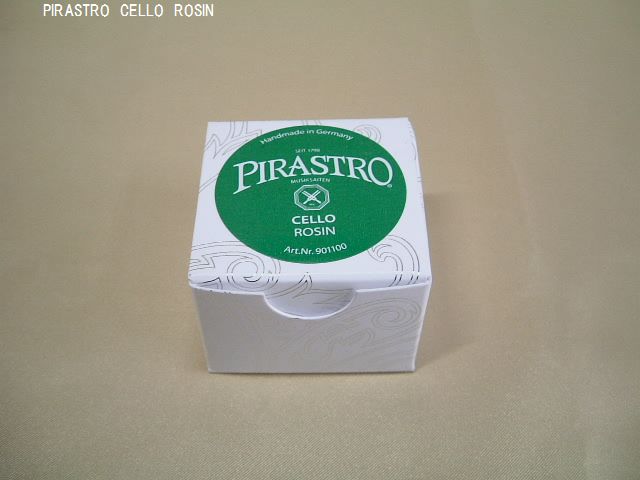 PIRASTRO CELLO ROSIN
Handmade in Germany
SEIT 1798
PIRASTRO®
MUSIKSAITEN
CELLO
ROSIN
Art.Nr. 901100